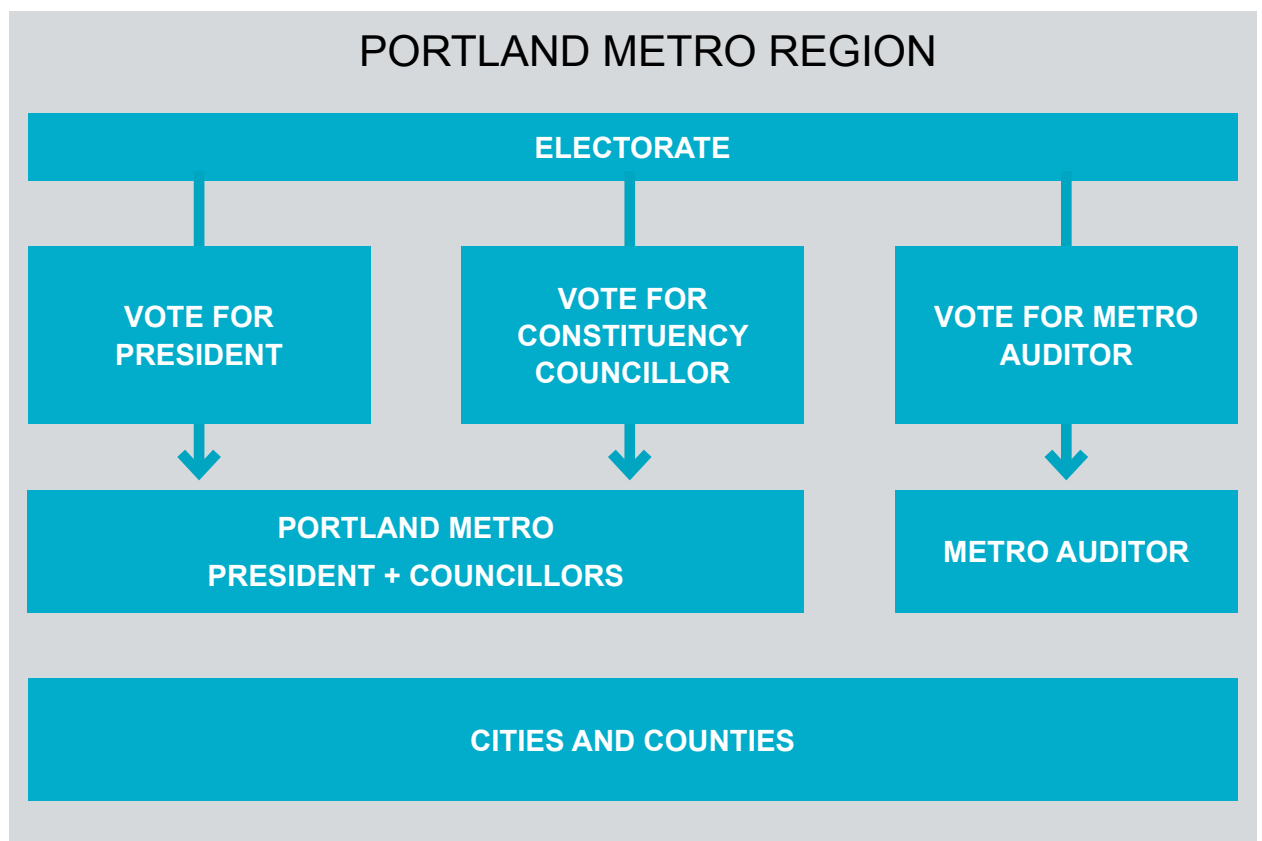 PORTLAND METRO REGION
ELECTORATE
VOTE FOR
PRESIDENT
VOTE FOR
CONSTITUENCY
COUNCILLOR
VOTE FOR METRO
AUDITOR
PORTLAND METRO
PRESIDENT + COUNCILLORS
METRO AUDITOR
CITIES AND COUNTIES